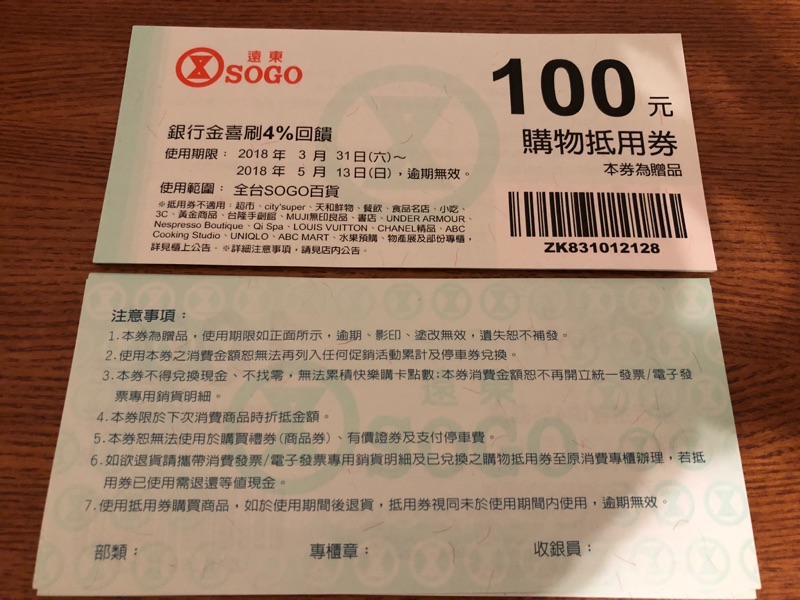 遠東
SOGO
100元
購物抵用券
本券為贈品
銀行金喜刷4%回饋
使用期限： 2018 年 3 月 31 日(六)～
2018 年 5 月 13 日(日)，逾期無效。
使用範圍： 全台SOGO百貨
※抵用券不適用：超市、city'super、天和鮮物、餐飲、食品名店、小吃、
3C、黃金商品、台隆手創館、MUJI無印良品、書店、UNDER ARMOUR、
Nespresso Boutique、Qi Spa、LOUIS VUITTON、CHANEL精品、ABC
Cooking Studio、UNIQLO、ABC MART、水果預購、物產展及部份專櫃，
詳見櫃上公告。※詳細注意事項，請見店內公告。
ZK831012128
注意事項：
1.本券為贈品，使用期限如正面所示，逾期、影印、塗改無效，遺失恕不補發。
2.使用本券之消費金額恕無法再列入任何促銷活動累計及停車券兌換。
3.本券不得兌換現金、不找零，無法累積快樂購卡點數;本券消費金額恕不再開立統一發票/電子發
票專用銷貨明細。
4.本券限於下次消費商品時折抵金額。
5.本券恕無法使用於購買禮券(商品券)、有價證券及支付停車費。
6.如欲退貨請攜帶消費發票/電子發票專用銷貨明細及已兌換之購物抵用券至原消費專櫃辦理，若抵
用券已使用需退還等值現金。
7.使用抵用券購買商品，如於使用期間後退貨，抵用券視同未於使用期間內使用，逾期無效。
部類： 專櫃章： 收銀員：
遠東
SOGO